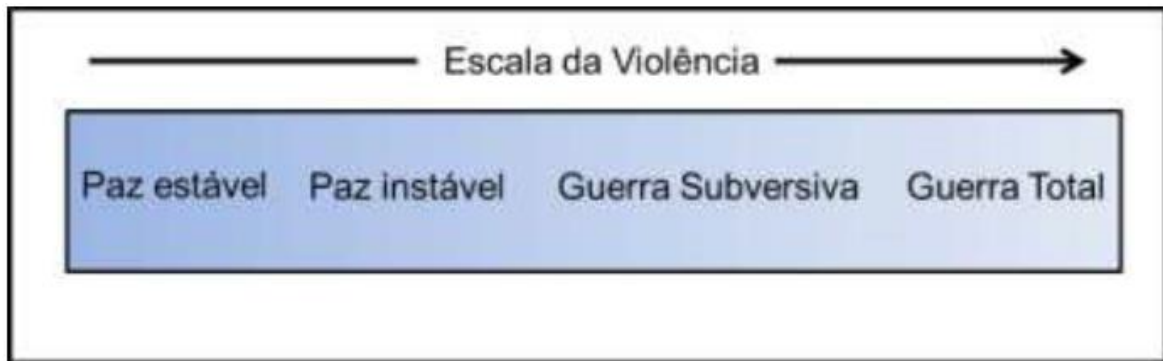 Escala da Violência
Paz estável Paz instável Guerra Subversiva Guerra Total